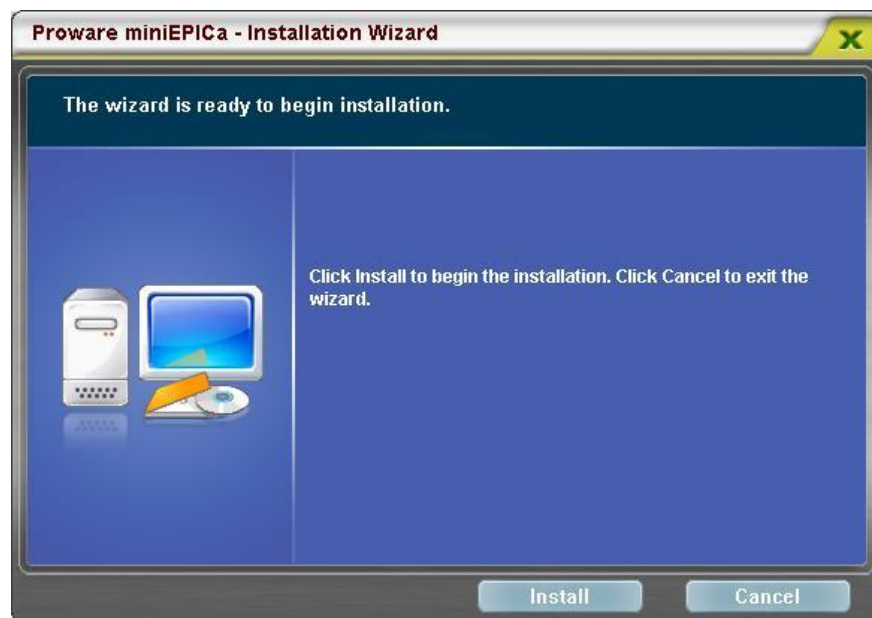 Proware miniEPICa - Installation Wizard
The wizard is ready to begin installation.
Click Install to begin the installation. Click Cancel to exit the
wizard.
Install
Cancel